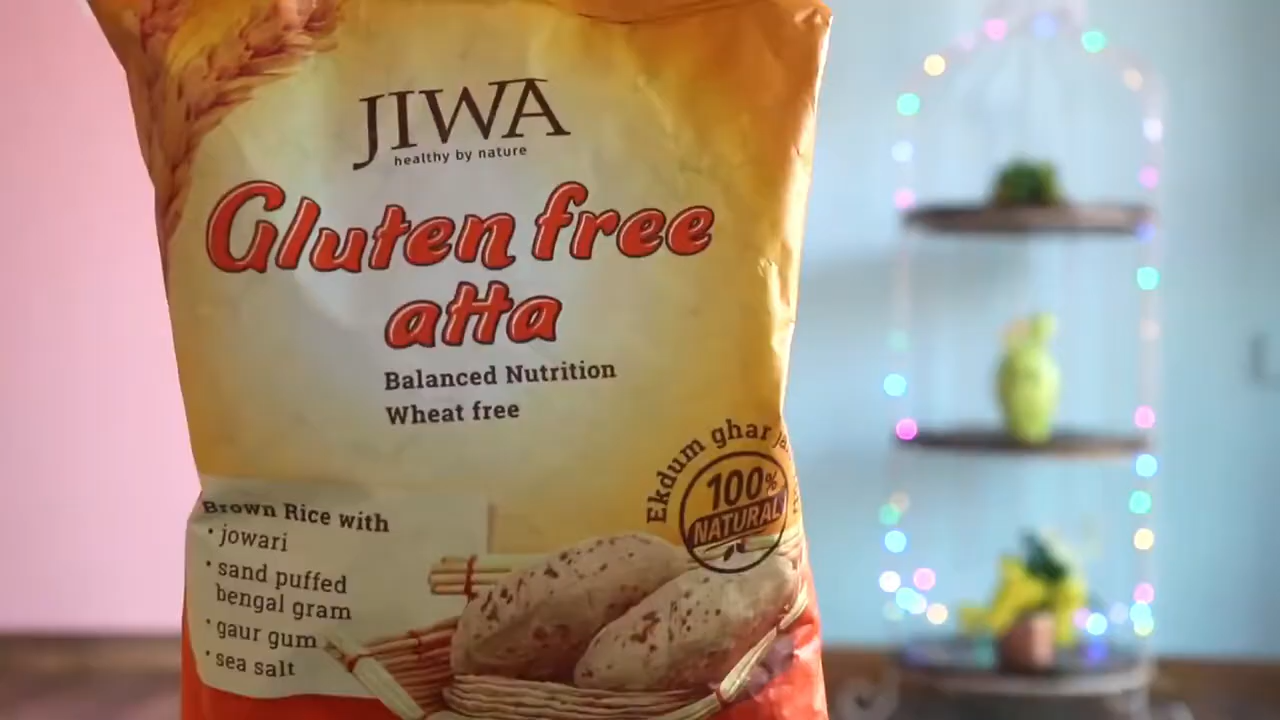 JIWA
healthy by nature
Gluten free
atta
Balanced Nutrition
Wheat free
Ekdum ghar
100%
NATURAL
Brown Rice with
• jowari
• sand puffed
bengal gram
• gaur gum
• sea salt